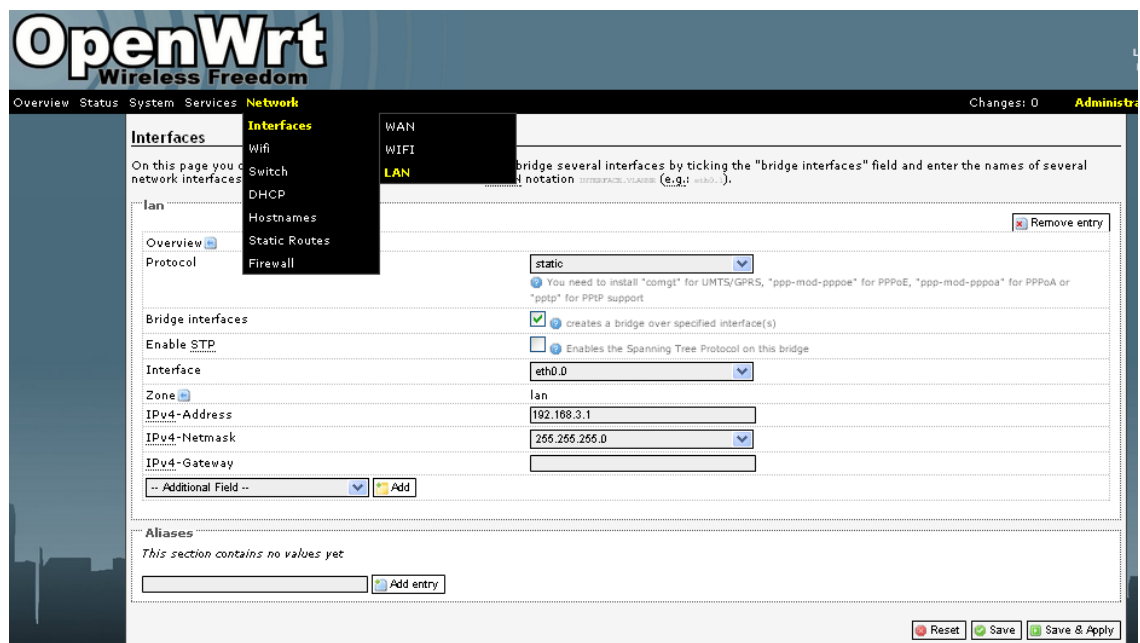 OpenWrt
Wireless Freedom
L
Overview Status System Services Network Changes: 0 Administra
Interfaces WAN
Interfaces
Wifi WIFI
On this page you bridge several interfaces by ticking the "bridge interfaces" field and enter the names of several
Switch LAN
network interfaces notation INTERFACE.VLANNR (e.g.: eth0.1).
DHCP
lan
Hostnames
Remove entry
Overview Static Routes
Protocol Firewall static
You need to install "comgt" for UMTS/GPRS, "ppp-mod-pppoe" for PPPoE, "ppp-mod-pppoa" for PPPoA or
"pptp" for PPtP support
Bridge interfaces creates a bridge over specified interface(s)
Enable STP Enables the Spanning Tree Protocol on this bridge
Interface eth0.0
Zone lan
IPv4-Address 192.168.3.1
IPv4-Netmask 255.255.255.0
IPv4-Gateway
-- Additional Field -- Add
Aliases
This section contains no values yet
Add entry
Reset Save Save & Apply